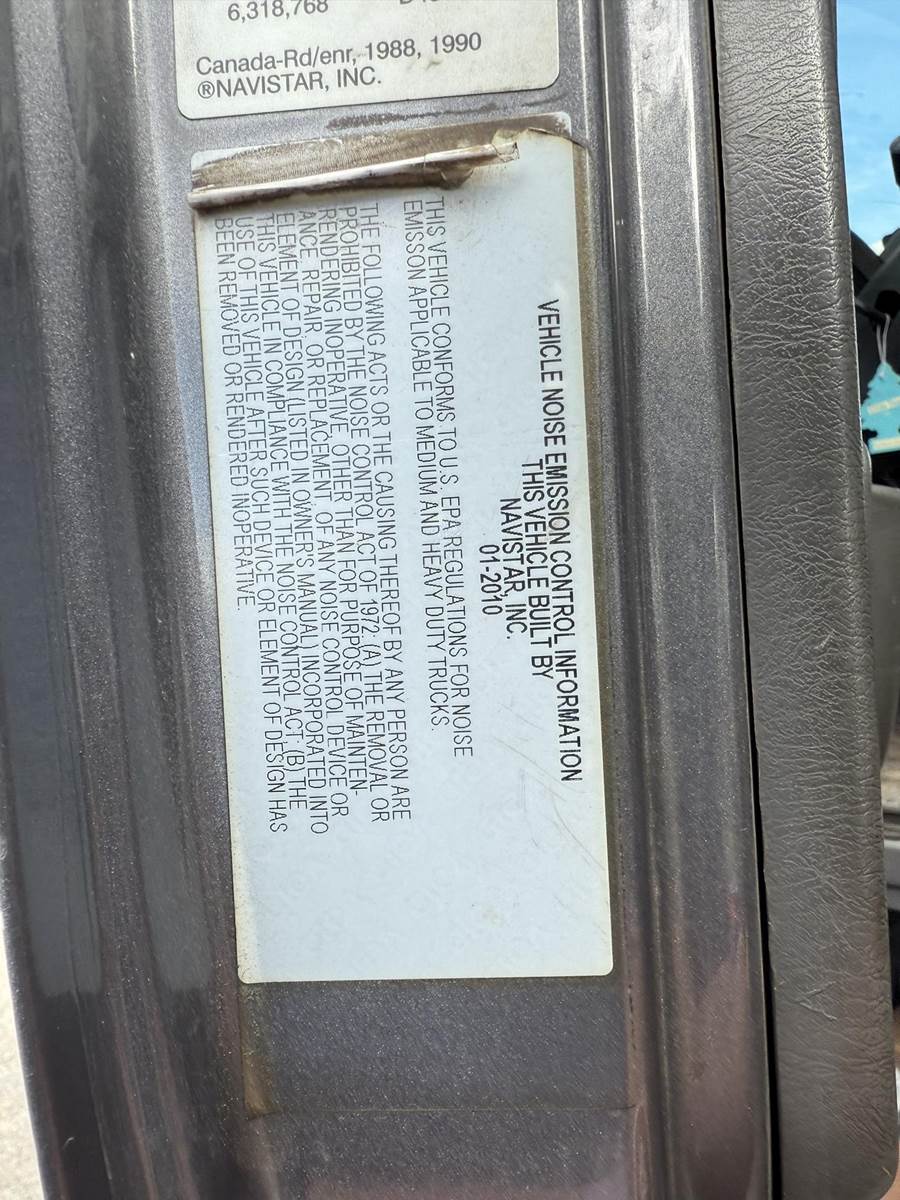 6,318,768
Canada-Rd/enr, 1988, 1990
®NAVISTAR, INC.
VEHICLE NOISE EMISSION CONTROL INFORMATION
THIS VEHICLE BUILT BY
NAVISTAR, INC.
01-2010
THIS VEHICLE CONFORMS TO U.S. EPA REGULATIONS FOR NOISE
EMISSON APPLICABLE TO MEDIUM AND HEAVY DUTY TRUCKS.
THE FOLLOWING ACTS OR THE CAUSING THEREOF BY ANY PERSON ARE
PROHIBITED BY THE NOISE CONTROL ACT OF 1972. (A) THE REMOVAL OR
RENDERING INOPERATIVE, OTHER THAN FOR PURPOSE OF MAINTEN-
ANCE, REPAIR, OR REPLACEMENT OF ANY NOISE CONTROL DEVICE OR
ELEMENT OF DESIGN (LISTED IN OWNER'S MANUAL) INCORPORATED INTO
THIS VEHICLE IN COMPLIANCE WITH THE NOISE CONTROL ACT (B) THE
USE OF THIS VEHICLE AFTER SUCH DEVICE OR ELEMENT OF DESIGN HAS
BEEN REMOVED OR RENDERED INOPERATIVE.